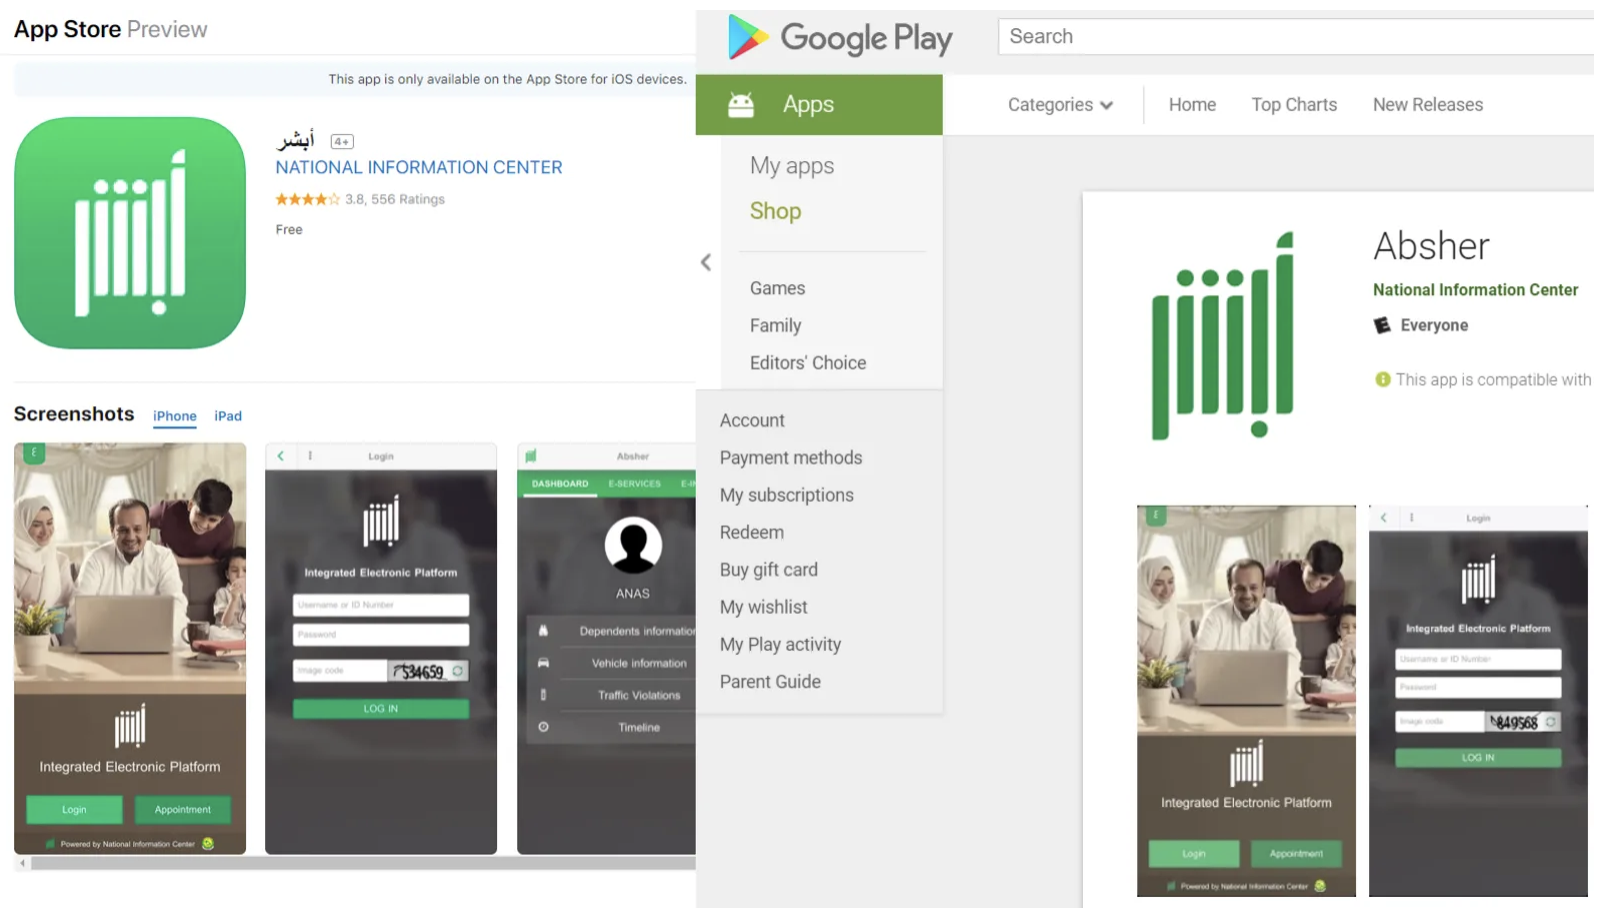 App Store Preview
This app is only available on the App Store for iOS devices.
أبشر 4+
NATIONAL INFORMATION CENTER
3.8, 556 Ratings
Free
Screenshots iPhone iPad
Integrated Electronic Platform
Login Appointment
Powered by National Information Center
Login
Integrated Electronic Platform
Username or ID Number
Password
Image code 7534659
LOG IN
Absher
DASHBOARD E-SERVICES
ANAS
Dependents information
Vehicle information
Traffic Violations
Timeline
Google Play
Search
Apps
Categories Home Top Charts New Releases
My apps
Shop
Games
Family
Editors' Choice
Account
Payment methods
My subscriptions
Redeem
Buy gift card
My wishlist
My Play activity
Parent Guide
أبشر
Absher
National Information Center
E Everyone
This app is compatible with
Integrated Electronic Platform
Login Appointment
Powered by National Information Center
Login
Integrated Electronic Platform
Username or ID Number
Password
Image code 849568
LOG IN